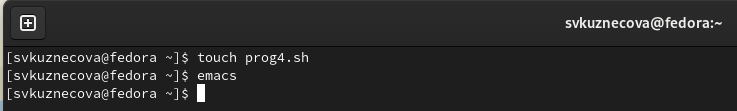 svkuznecova@fedora:~
[svkuznecova@fedora ~]$ touch prog4.sh
[svkuznecova@fedora ~]$ emacs
[svkuznecova@fedora ~]$